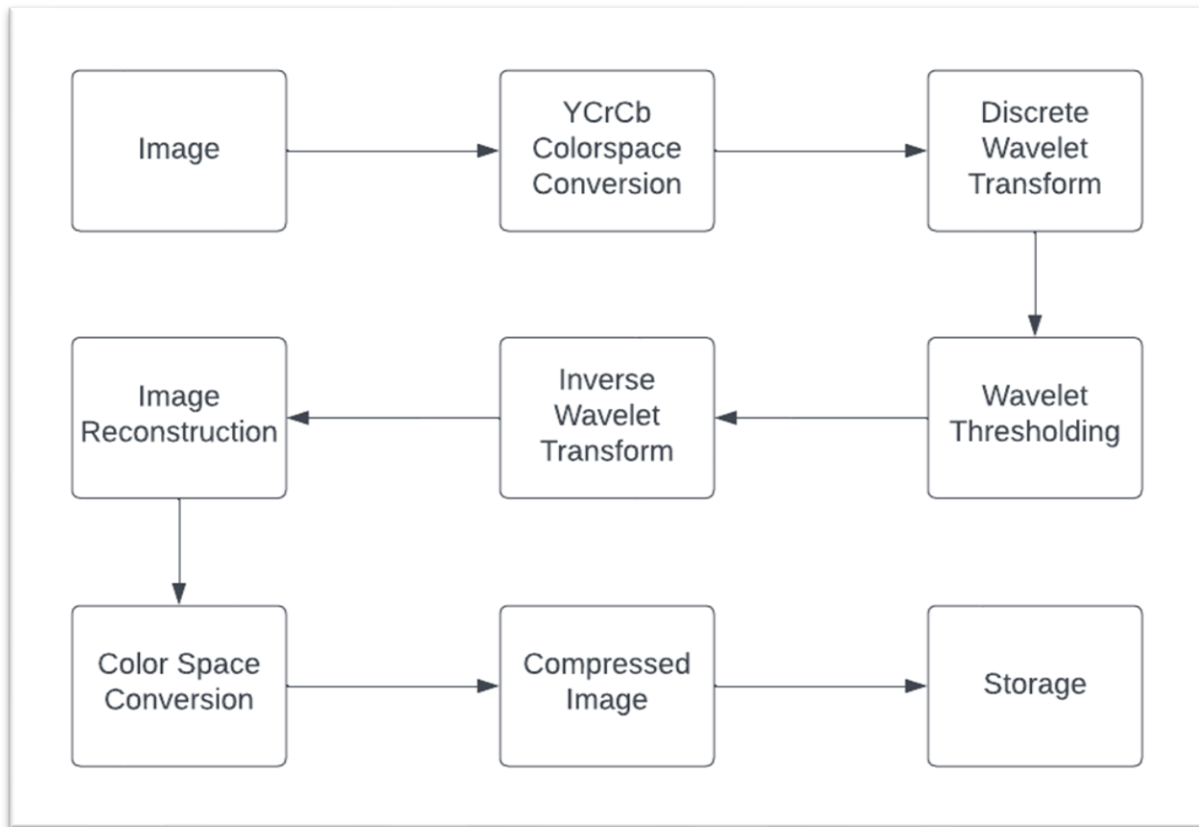 Image
YCrCb
Colorspace
Conversion
Discrete
Wavelet
Transform
Wavelet
Thresholding
Inverse
Wavelet
Transform
Image
Reconstruction
Color Space
Conversion
Compressed
Image
Storage